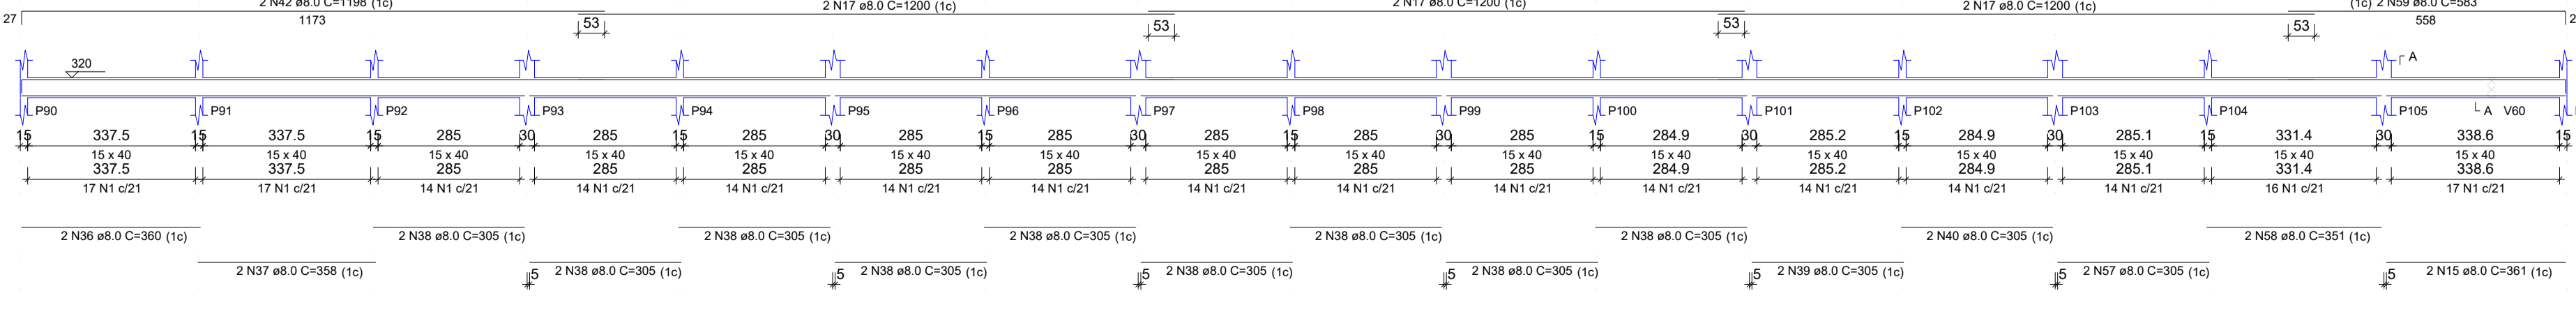 2 N42 ø8.0 C=1198 (1c) 2 N17 ø8.0 C=1200 (1c) 2 N17 ø8.0 C=1200 (1c) 2 N17 ø8.0 C=1200 (1c) (1c) 2 N59 ø8.0 C=583
27 1173 53 53 53 53 558 2
320 A
P90 P91 P92 P93 P94 P95 P96 P97 P98 P99 P100 P101 P102 P103 P104 P105 A V60
15 337.5 15 337.5 15 285 30 285 15 285 30 285 15 285 30 285 15 285 30 285 15 284.9 30 285.2 15 284.9 30 285.1 15 331.4 30 338.6 15
15 x 40 15 x 40 15 x 40 15 x 40 15 x 40 15 x 40 15 x 40 15 x 40 15 x 40 15 x 40 15 x 40 15 x 40 15 x 40 15 x 40 15 x 40 15 x 40
337.5 337.5 285 285 285 285 285 285 285 285 284.9 285.2 284.9 285.1 331.4 338.6
17 N1 c/21 17 N1 c/21 14 N1 c/21 14 N1 c/21 14 N1 c/21 14 N1 c/21 14 N1 c/21 14 N1 c/21 14 N1 c/21 14 N1 c/21 14 N1 c/21 14 N1 c/21 14 N1 c/21 14 N1 c/21 16 N1 c/21 17 N1 c/21
2 N36 ø8.0 C=360 (1c) 2 N38 ø8.0 C=305 (1c) 2 N38 ø8.0 C=305 (1c) 2 N38 ø8.0 C=305 (1c) 2 N38 ø8.0 C=305 (1c) 2 N38 ø8.0 C=305 (1c) 2 N40 ø8.0 C=305 (1c) 2 N58 ø8.0 C=351 (1c)
2 N37 ø8.0 C=358 (1c) 5 2 N38 ø8.0 C=305 (1c) 5 2 N38 ø8.0 C=305 (1c) 5 2 N38 ø8.0 C=305 (1c) 5 2 N38 ø8.0 C=305 (1c) 5 2 N39 ø8.0 C=305 (1c) 5 2 N57 ø8.0 C=305 (1c) 5 2 N15 ø8.0 C=361 (1c)